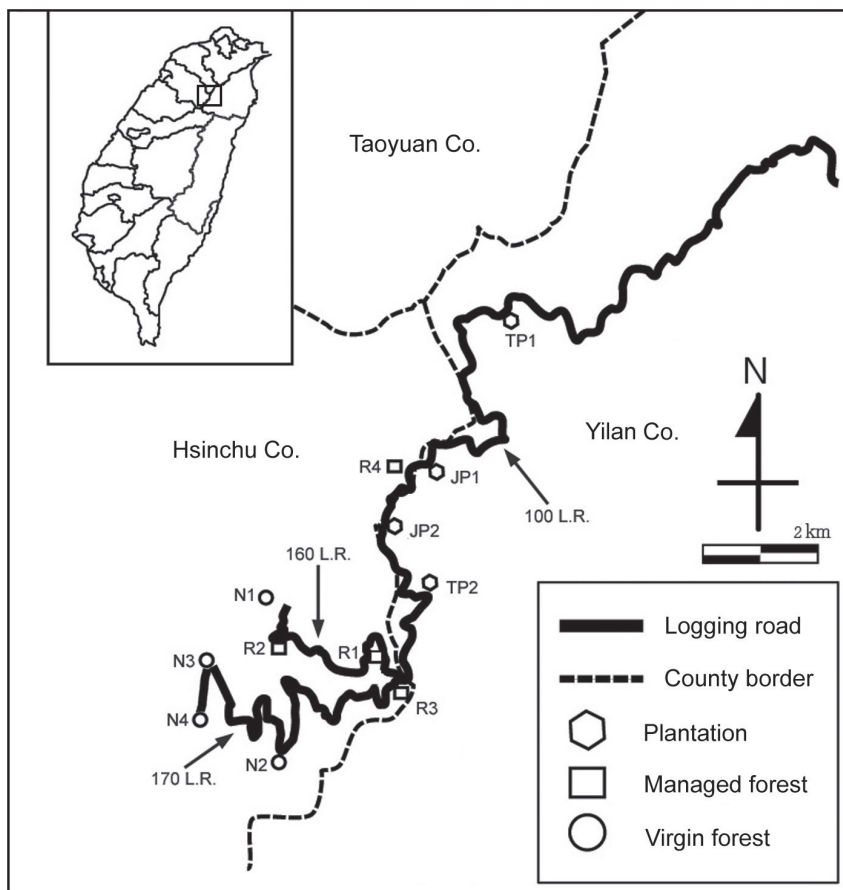 Taoyuan Co.
TP1
N
Hsinchu Co.
Yilan Co.
R4
JP1
100 L.R.
JP2
2 km
160 L.R.
TP2
N1
R2
R1
N3
R3
N4
N2
170 L.R.
Logging road
County border
Plantation
Managed forest
Virgin forest